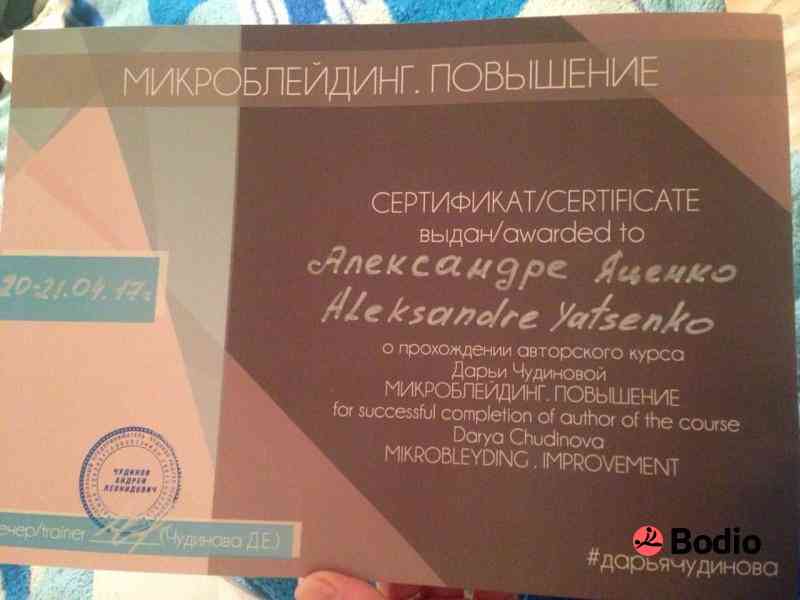 МИКРОБЛЕЙДИНГ. ПОВЫШЕНИЕ
СЕРТИФИКАТ/CERTIFICATE
выдан/awarded to
Александре Яценко
Aleksandre Yatsenko
20-21.04.17г.
о прохождении авторского курса
Дарьи Чудиновой
МИКРОБЛЕЙДИНГ. ПОВЫШЕНИЕ
for successful completion of author of the course
Darya Chudinova
MIKROBLEYDING , IMPROVEMENT
ЧУДИНОВ
АНДРЕЙ
ЛЕОНИДОВИЧ
енер/trainer (Чудинова Д.Е.)
Bodio
#дарьячудинова